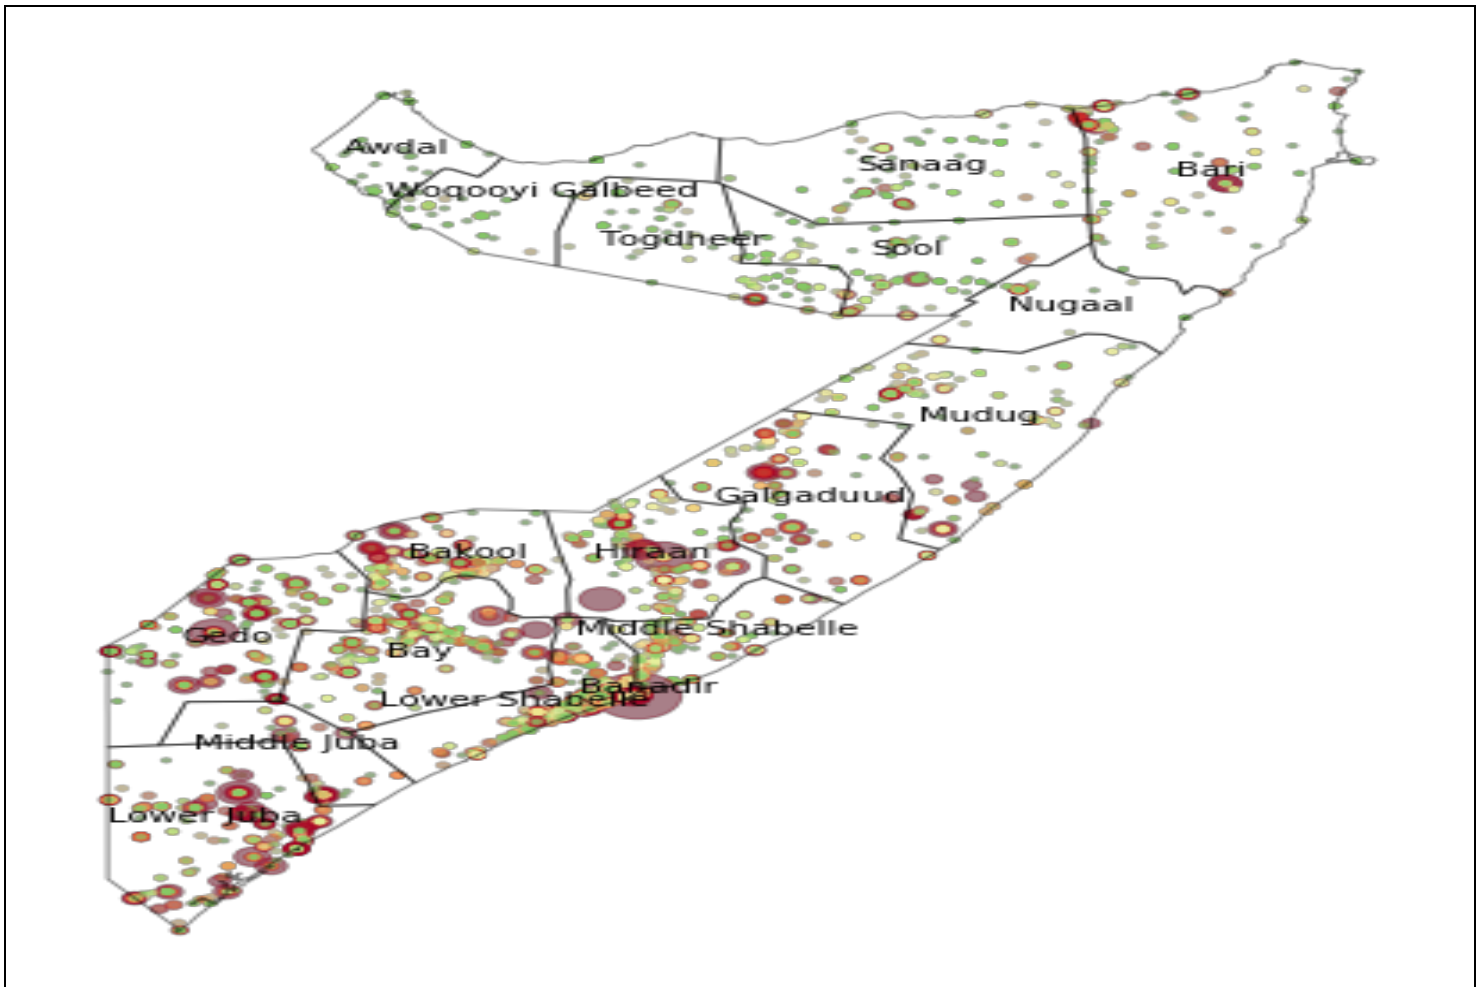 Awdal
Sanaag
Bari
Woqooyi Galbeed
Togdheer
Sool
Nugaal
Mudug
Galgaduud
Bakool
Hiraan
Gedo
Middle Shabelle
Bay
Banadir
Lower Shabelle
Middle Juba
Lower Juba